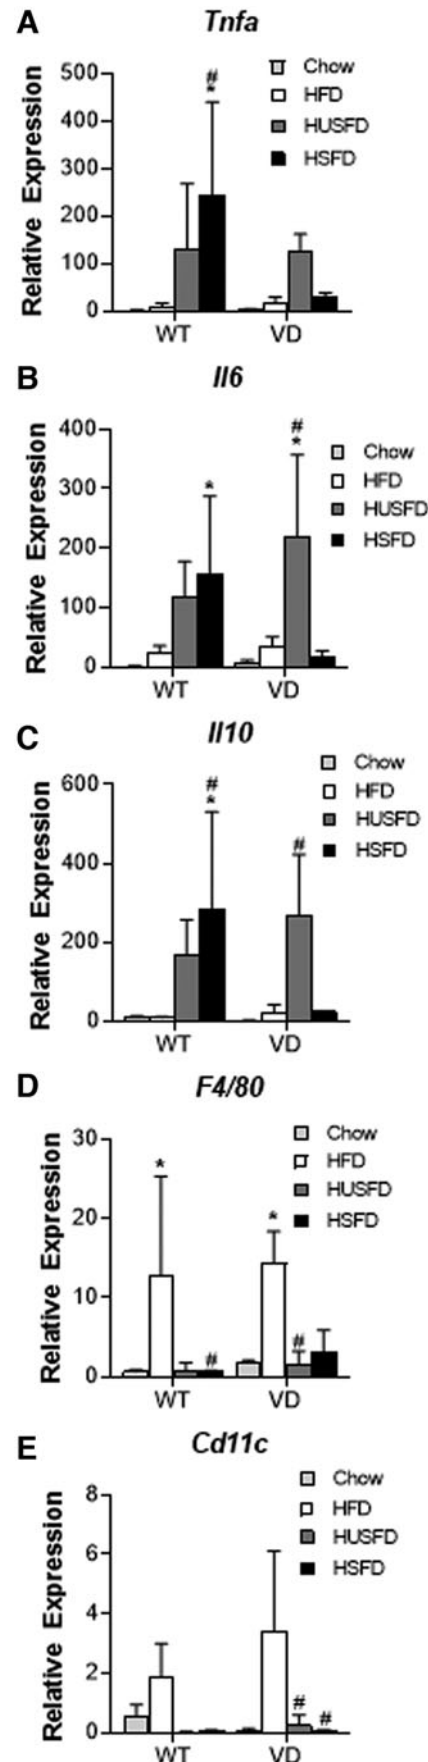 A
Tnfa
500
400
300
200
100
0
Relative Expression
Chow
HFD
HUSFD
HSFD
#
*
WT VD
B
Il6
400
300
200
100
0
Relative Expression
Chow
HFD
HUSFD
HSFD
*
#
*
WT VD
C
Il10
600
400
200
0
Relative Expression
Chow
HFD
HUSFD
HSFD
#
*
#
WT VD
D
F4/80
30
20
10
0
Relative Expression
Chow
HFD
HUSFD
HSFD
*
#
*
#
WT VD
E
Cd11c
8
6
4
2
0
Relative Expression
Chow
HFD
HUSFD
HSFD
# #
WT VD